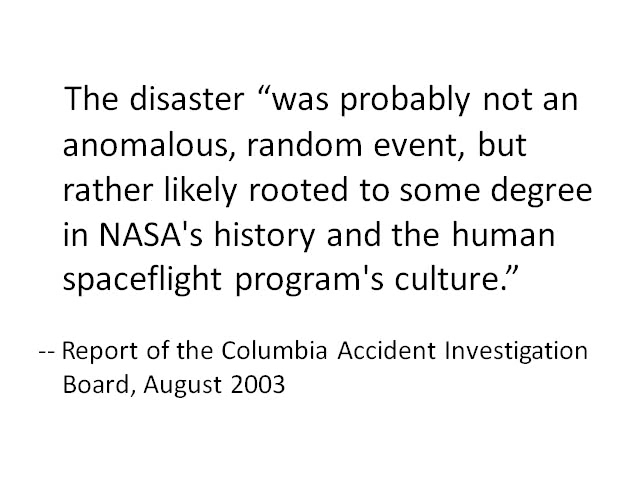 The disaster “was probably not an
anomalous, random event, but
rather likely rooted to some degree
in NASA's history and the human
spaceflight program's culture.”
-- Report of the Columbia Accident Investigation
Board, August 2003